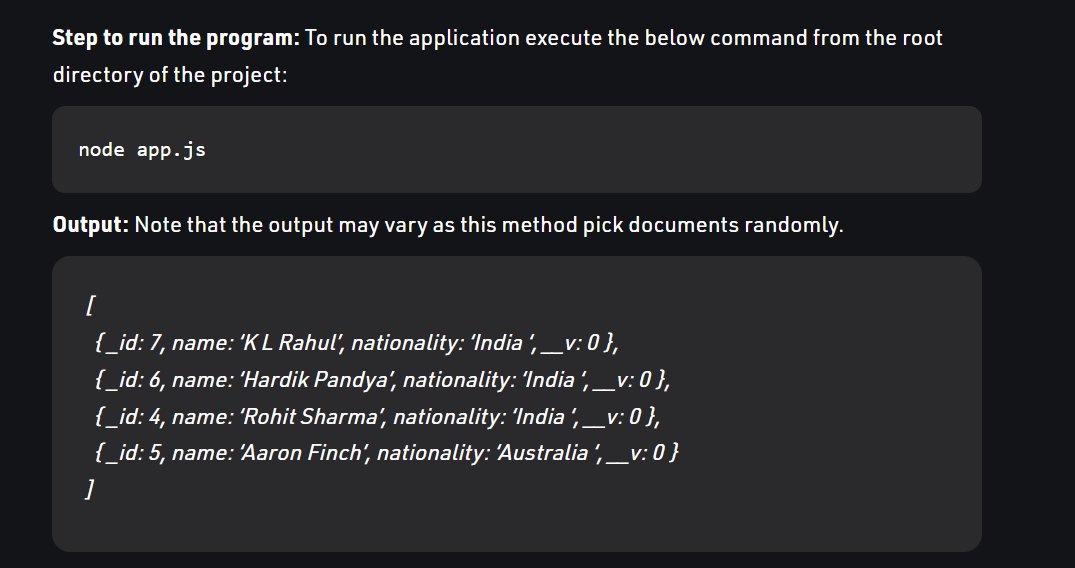 Step to run the program: To run the application execute the below command from the root
directory of the project:
node app.js
Output: Note that the output may vary as this method pick documents randomly.
[
{ _id: 7, name: ‘K L Rahul’, nationality: ‘India ‘, __v: 0 },
{ _id: 6, name: ‘Hardik Pandya’, nationality: ‘India ‘, __v: 0 },
{ _id: 4, name: ‘Rohit Sharma’, nationality: ‘India ‘, __v: 0 },
{ _id: 5, name: ‘Aaron Finch’, nationality: ‘Australia ‘, __v: 0 }
]